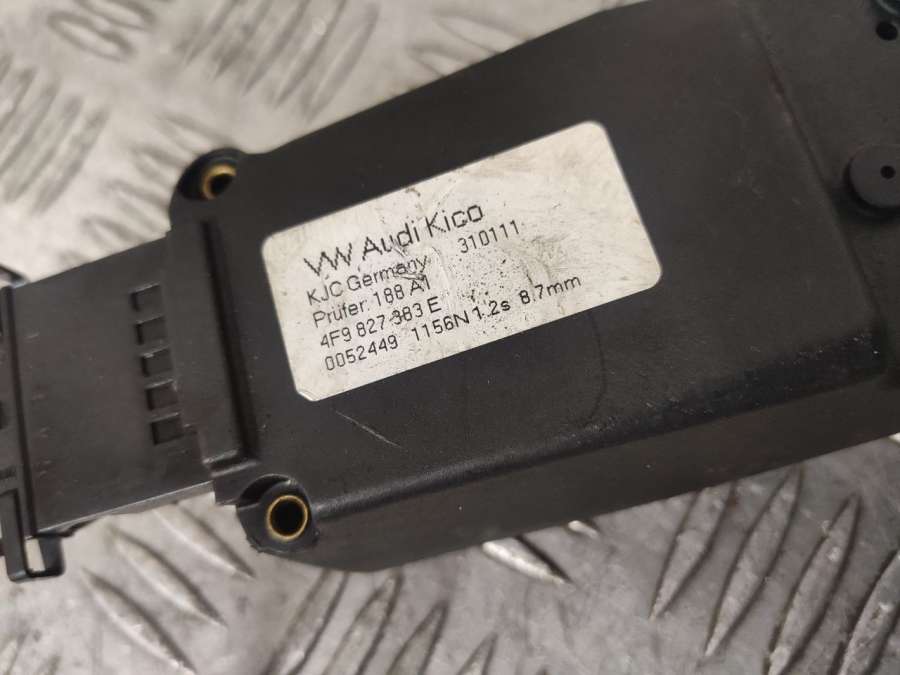 VW Audi Kico
KJC Germany 310111
Prüfer: 188 A1
4F9 827 383 E
0052449 1156N 1.2s 8.7mm